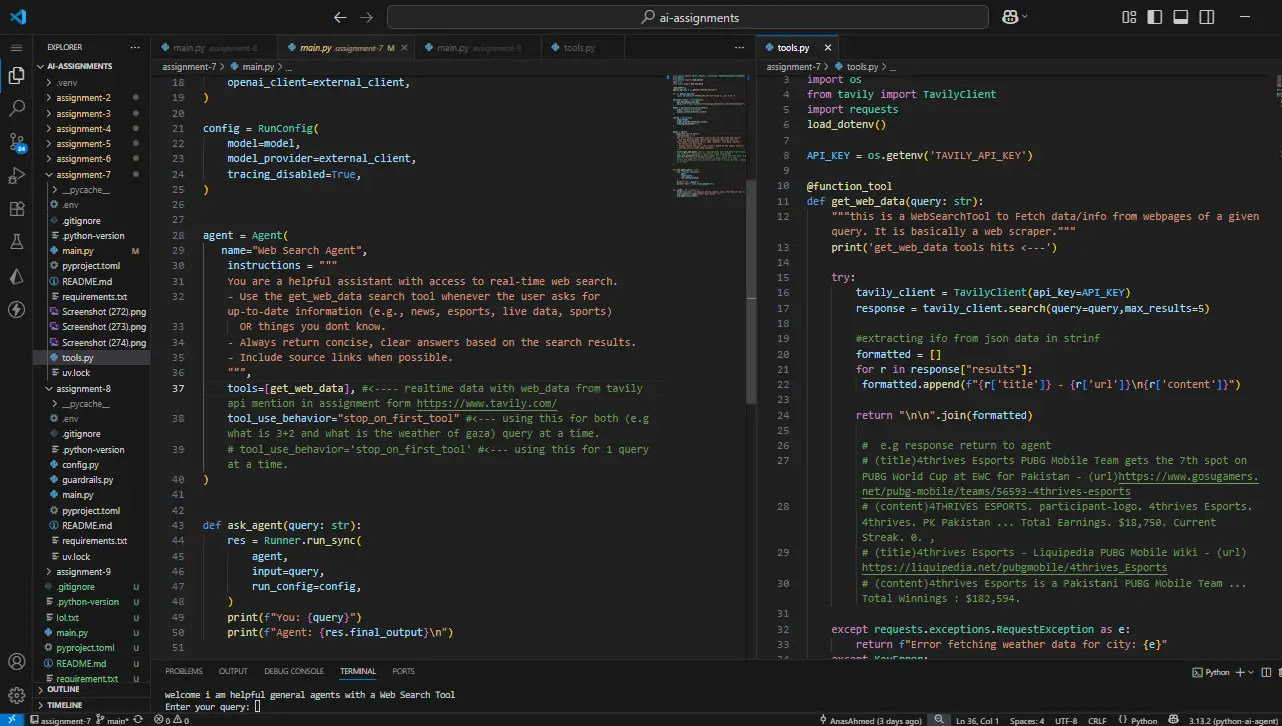 ai-assignments
EXPLORER
AI-ASSIGNMENTS
.venv
assignment-2
assignment-3
assignment-4
assignment-5
assignment-6
assignment-7
__pycache__
.env
.gitignore
.python-version
main.py M
pyproject.toml
README.md
requirements.txt
Screenshot (272).png
Screenshot (273).png
Screenshot (274).png
tools.py
uv.lock
assignment-8
__pycache__
.env
.gitignore
.python-version
config.py
guardrails.py
main.py
pyproject.toml
README.md
requirements.txt
uv.lock
assignment-9
.gitignore U
.python-version U
lol.txt U
main.py U
pyproject.toml U
README.md U
requirement.txt U
OUTLINE
TIMELINE
24
main.py assignment-8 main.py assignment-7 M main.py assignment-9 tools.py
assignment-7 > main.py > ...
18 openai_client=external_client,
19 )
20
21 config = RunConfig(
22 model=model,
23 model_provider=external_client,
24 tracing_disabled=True,
25 )
26
27
28 agent = Agent(
29 name="Web Search Agent",
30 instructions = """
31 You are a helpful assistant with access to real-time web search.
32 - Use the get_web_data search tool whenever the user asks for
up-to-date information (e.g., news, esports, live data, sports)
33 OR things you dont know.
34 - Always return concise, clear answers based on the search results.
35 - Include source links when possible.
36 """,
37 tools=[get_web_data], #<---- realtime data with web_data from tavily
api mention in assignment form https://www.tavily.com/
38 tool_use_behavior="stop_on_first_tool" #<--- using this for both (e.g
what is 3+2 and what is the weather of gaza) query at a time.
39 # tool_use_behavior='stop_on_first_tool' #<--- using this for 1 query
at a time.
40 )
41
42
43 def ask_agent(query: str):
44 res = Runner.run_sync(
45 agent,
46 input=query,
47 run_config=config,
48 )
49 print(f"You: {query}")
50 print(f"Agent: {res.final_output}\n")
51
tools.py
assignment-7 > tools.py > ...
3 import os
4 from tavily import TavilyClient
5 import requests
6 load_dotenv()
7
8 API_KEY = os.getenv('TAVILY_API_KEY')
9
10 @function_tool
11 def get_web_data(query: str):
12 """this is a WebSearchTool to Fetch data/info from webpages of a given
query. It is basically a web scraper."""
13 print('get_web_data tools hits <---')
14
15 try:
16 tavily_client = TavilyClient(api_key=API_KEY)
17 response = tavily_client.search(query=query,max_results=5)
18
19 #extracting ifo from json data in strinf
20 formatted = []
21 for r in response["results"]:
22 formatted.append(f"{r['title']} - {r['url']}\n{r['content']}")
23
24 return "\n\n".join(formatted)
25
26 # e.g response return to agent
27 # (title)4thrives Esports PUBG Mobile Team gets the 7th spot on
PUBG World Cup at EWC for Pakistan - (url)https://www.gosugamers.
net/pubg-mobile/teams/56593-4thrives-esports
28 # (content)4THRIVES ESPORTS. participant-logo. 4thrives Esports.
4thrives. PK Pakistan ... Total Earnings. $18,750. Current
Streak. 0. ,
29 # (title)4thrives Esports - Liquipedia PUBG Mobile Wiki - (url)
https://liquipedia.net/pubgmobile/4thrives_Esports
30 # (content)4thrives Esports is a Pakistani PUBG Mobile Team ...
Total Winnings : $182,594.
31
32 except requests.exceptions.RequestException as e:
33 return f"Error fetching weather data for city: {e}"
34 except KeyError:
PROBLEMS OUTPUT DEBUG CONSOLE TERMINAL PORTS
Python
welcome i am helpful general agents with a Web Search Tool
Enter your query:
assignment-7 main* 0 0 AnasAhmed (3 days ago) Ln 36, Col 1 Spaces: 4 UTF-8 CRLF Python 3.13.2 (python-ai-agent)